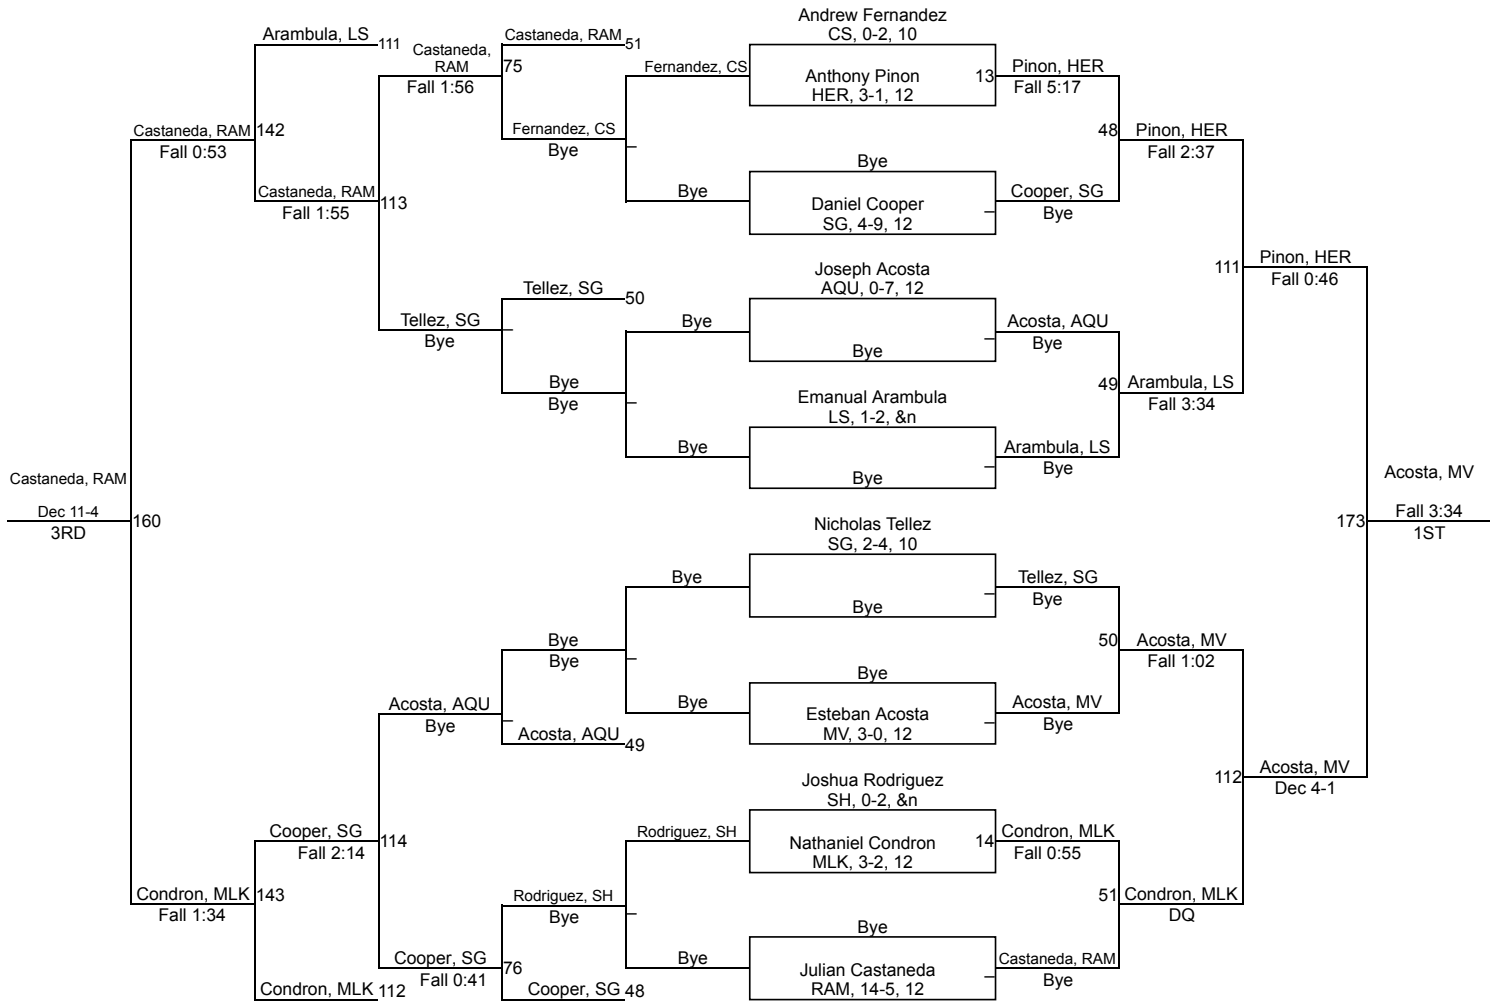 Andrew Fernandez
CS, 0-2, 10
Anthony Pinon
HER, 3-1, 12
13
Bye
Daniel Cooper
SG, 4-9, 12
Joseph Acosta
AQU, 0-7, 12
Bye
Emanual Arambula
LS, 1-2, &n
Bye
Nicholas Tellez
SG, 2-4, 10
Bye
Bye
Esteban Acosta
MV, 3-0, 12
Joshua Rodriguez
SH, 0-2, &n
Nathaniel Condron
MLK, 3-2, 12
14
Bye
Julian Castaneda
RAM, 14-5, 12
Pinon, HER
Fall 5:17
Cooper, SG
Bye
Acosta, AQU
Bye
Arambula, LS
Bye
Tellez, SG
Bye
Acosta, MV
Bye
Condron, MLK
Fall 0:55
Castaneda, RAM
Bye
48
Pinon, HER
Fall 2:37
49
Arambula, LS
Fall 3:34
50
Acosta, MV
Fall 1:02
51
Condron, MLK
DQ
111
Pinon, HER
Fall 0:46
112
Acosta, MV
Dec 4-1
173
Acosta, MV
Fall 3:34
1ST
Fernandez, CS
Bye
Bye
Bye
Bye
Bye
Rodriguez, SH
Bye
Castaneda, RAM
51
Fernandez, CS
Bye
Tellez, SG
50
Bye
Bye
Bye
Bye
Acosta, AQU
49
Rodriguez, SH
Bye
Cooper, SG
48
Castaneda,
RAM
75
Fall 1:56
Tellez, SG
Bye
Acosta, AQU
Bye
Cooper, SG
76
Fall 0:41
Arambula, LS
111
Castaneda, RAM
113
Fall 1:55
Cooper, SG
114
Fall 2:14
Condron, MLK
112
Castaneda, RAM
142
Fall 0:53
Condron, MLK
143
Fall 1:34
Castaneda, RAM
160
Dec 11-4
3RD